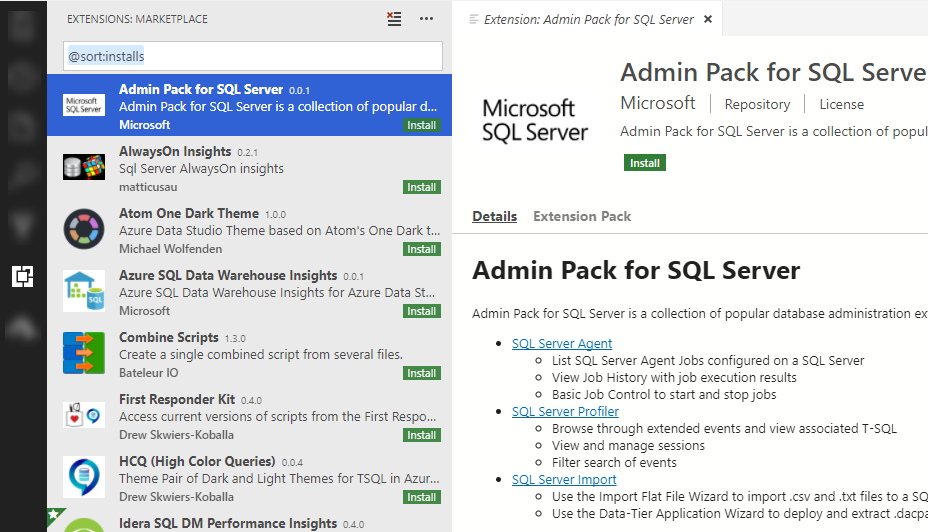 EXTENSIONS: MARKETPLACE
@sort:installs
Microsoft
SQL Server
Admin Pack for SQL Server 0.0.1
Admin Pack for SQL Server is a collection of popular d...
Microsoft
Install
AlwaysOn Insights 0.2.1
Sql Server AlwaysOn insights
matticusau
Install
Atom One Dark Theme 1.0.0
Azure Data Studio Theme based on Atom's One Dark t...
Michael Wolfenden
Install
SQL
Azure SQL Data Warehouse Insights 0.0.1
Azure SQL Data Warehouse Insights for Azure Data St...
Microsoft
Install
Combine Scripts 1.3.0
Create a single combined script from several files.
Bateleur IO
Install
First Responder Kit 0.4.0
Access current versions of scripts from the First Respo...
Drew Skwiers-Koballa
Install
HCQ (High Color Queries) 0.0.4
Theme Pair of Dark and Light Themes for TSQL in Azur...
Drew Skwiers-Koballa
Install
Idera SQL DM Performance Insights 0.4.0
Extension: Admin Pack for SQL Server
Microsoft
SQL Server
Admin Pack for SQL Serve
Microsoft Repository License
Admin Pack for SQL Server is a collection of popul
Install
Details Extension Pack
Admin Pack for SQL Server
Admin Pack for SQL Server is a collection of popular database administration ex
SQL Server Agent
List SQL Server Agent Jobs configured on a SQL Server
View Job History with job execution results
Basic Job Control to start and stop jobs
SQL Server Profiler
Browse through extended events and view associated T-SQL
View and manage sessions
Filter search of events
SQL Server Import
Use the Import Flat File Wizard to import .csv and .txt files to a SQ
Use the Data-Tier Application Wizard to deploy and extract .dacpa